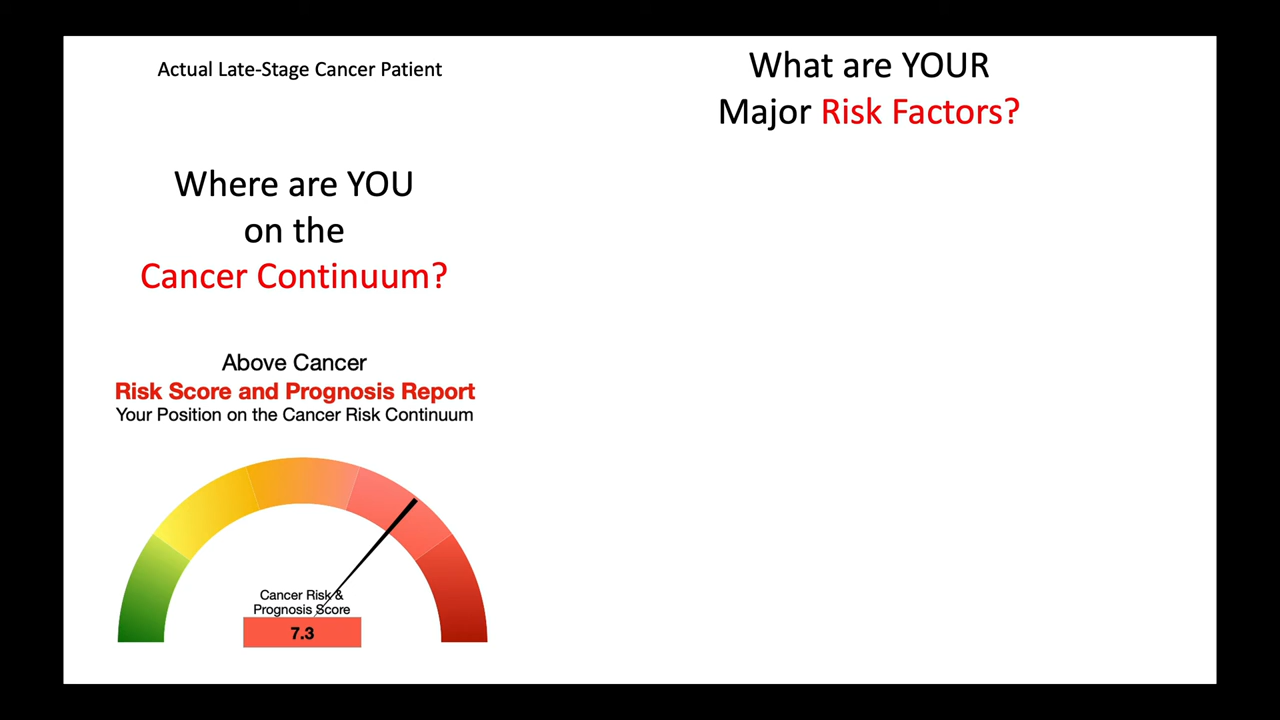 Actual Late-Stage Cancer Patient
Where are YOU
on the
Cancer Continuum?
Above Cancer
Risk Score and Prognosis Report
Your Position on the Cancer Risk Continuum
Cancer Risk &
Prognosis Score
7.3
What are YOUR
Major Risk Factors?